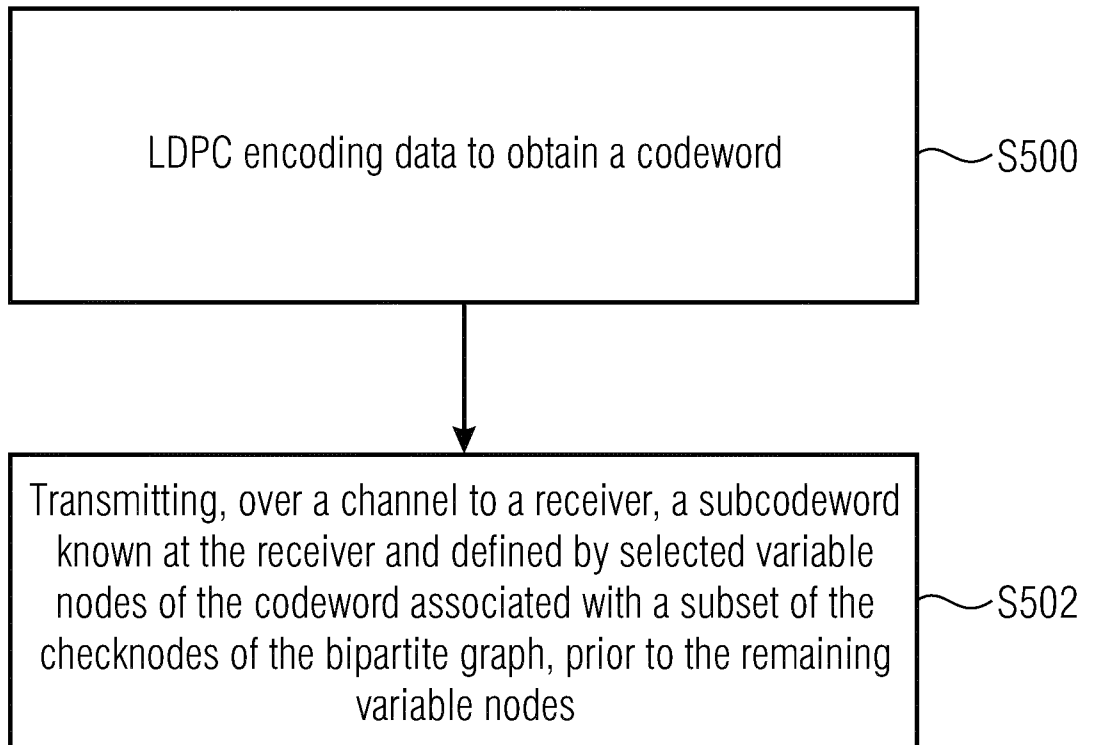 LDPC encoding data to obtain a codeword
S500
Transmitting, over a channel to a receiver, a subcodeword
known at the receiver and defined by selected variable
nodes of the codeword associated with a subset of the
checknodes of the bipartite graph, prior to the remaining
variable nodes
S502